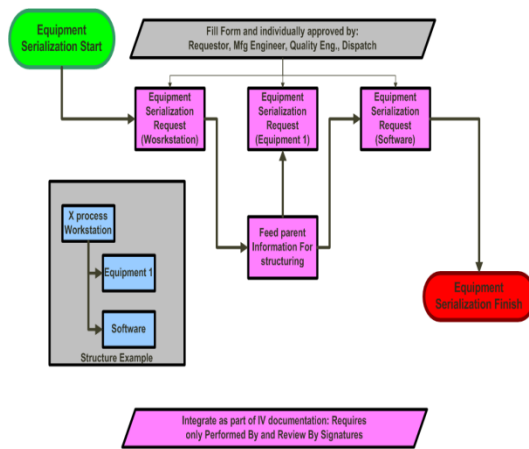 Equipment
Serialization Start
Fill Form and individually approved by:
Requestor, Mfg Engineer, Quality Eng., Dispatch
Equipment
Serialization
Request
(Wosrkstation)
Equipment
Serialization
Request
(Equipment 1)
Equipment
Serialization
Request
(Software)
X process
Workstation
Equipment 1
Software
Structure Example
Feed parent
Information For
structuring
Equipment
Serialization Finish
Integrate as part of IV documentation: Requires
only Performed By and Review By Signatures